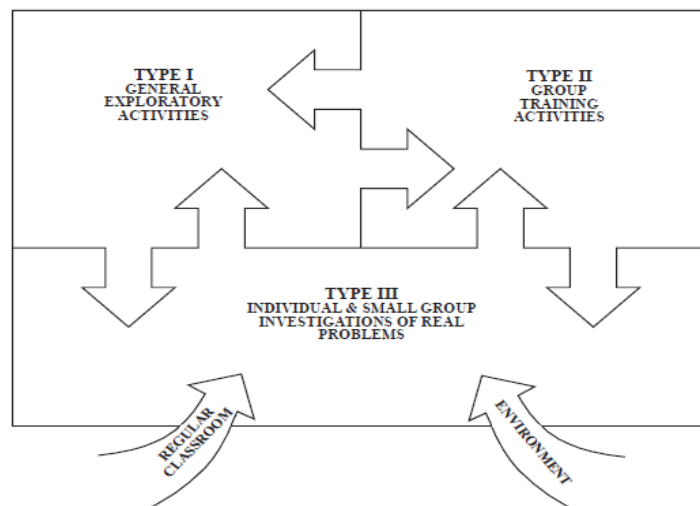 TYPE I
GENERAL
EXPLORATORY
ACTIVITIES
TYPE II
GROUP
TRAINING
ACTIVITIES
TYPE III
INDIVIDUAL & SMALL GROUP
INVESTIGATIONS OF REAL
PROBLEMS
REGULAR
CLASSROOM
ENVIRONMENT